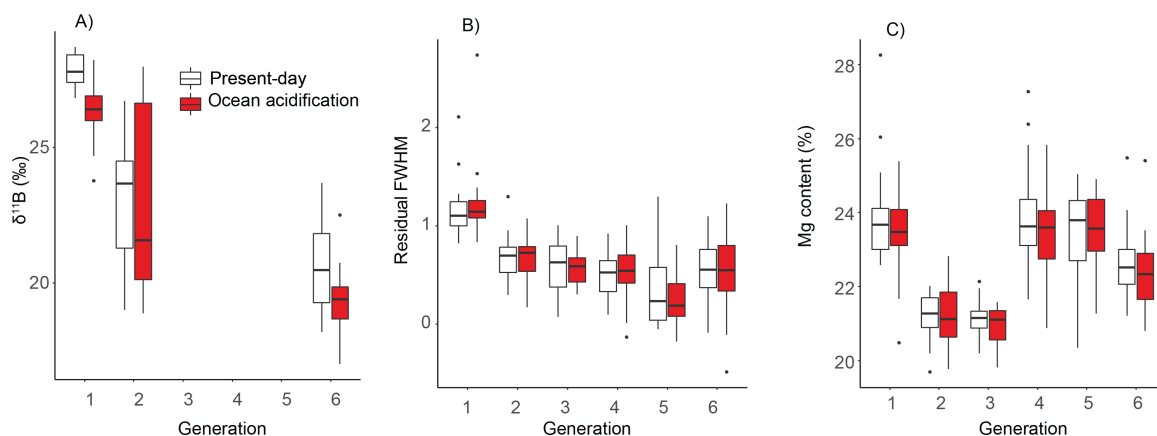 A)
Present-day
Ocean acidification
δ¹¹B (‰)
25
20
1 2 3 4 5 6
Generation
B)
Residual FWHM
2
1
0
1 2 3 4 5 6
Generation
C)
Mg content (%)
28
26
24
22
20
1 2 3 4 5 6
Generation